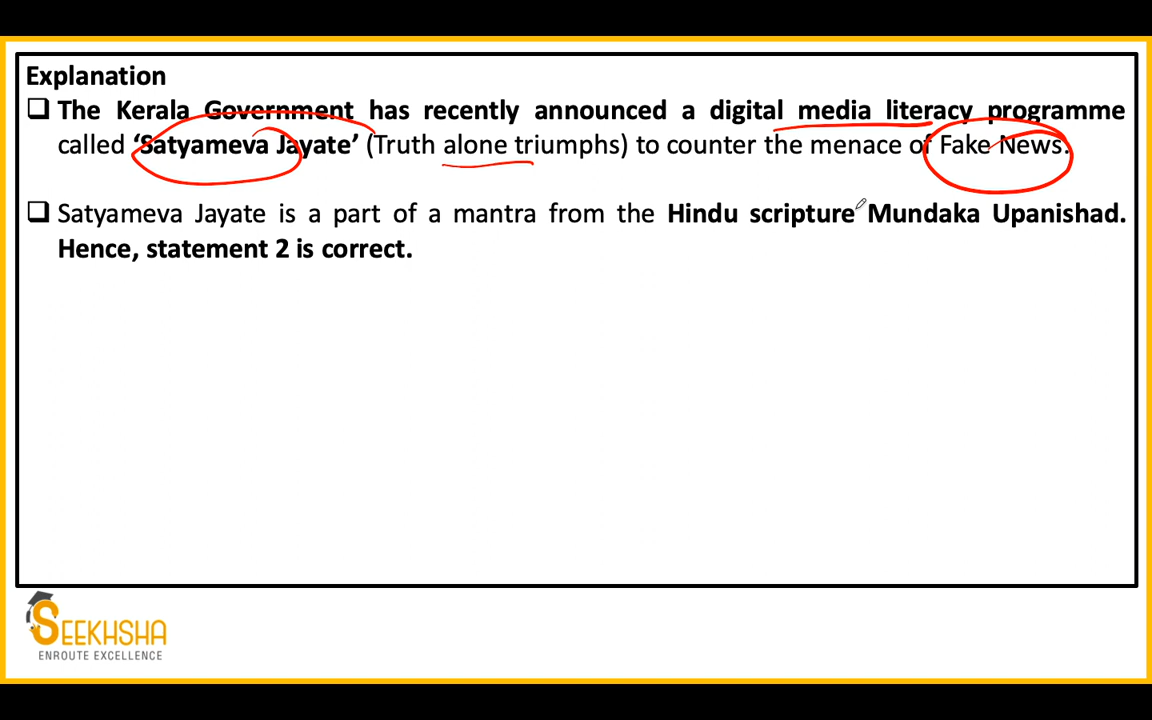 Explanation
❑ The Kerala Government has recently announced a digital media literacy programme
called ‘Satyameva Jayate’ (Truth alone triumphs) to counter the menace of Fake News.
❑ Satyameva Jayate is a part of a mantra from the Hindu scripture Mundaka Upanishad.
Hence, statement 2 is correct.
SEEKHSHA
ENROUTE EXCELLENCE